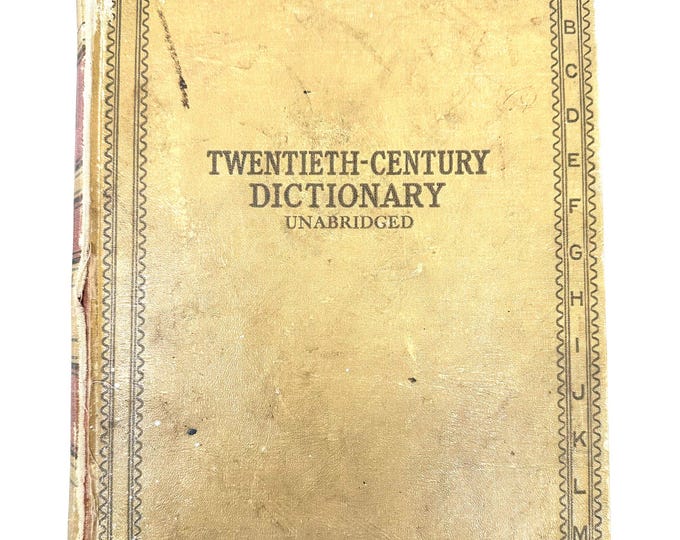 TWENTIETH-CENTURY
DICTIONARY
UNABRIDGED
B
C
D
E
F
G
H
I
J
K
L
M